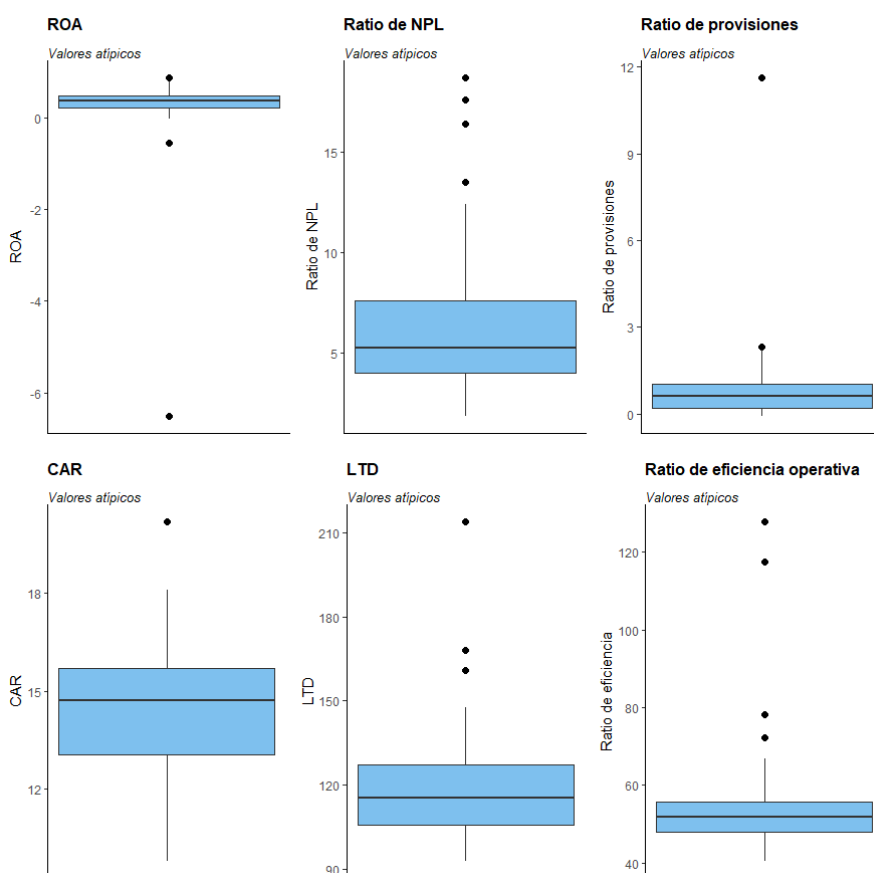 ROA
Valores atípicos
0
-2
-4
-6
ROA
Ratio de NPL
Valores atípicos
15
10
5
Ratio de NPL
Ratio de provisiones
Valores atípicos
12
9
6
3
0
Ratio de provisiones
CAR
Valores atípicos
18
15
12
CAR
LTD
Valores atípicos
210
180
150
120
90
LTD
Ratio de eficiencia operativa
Valores atípicos
120
100
80
60
40
Ratio de eficiencia